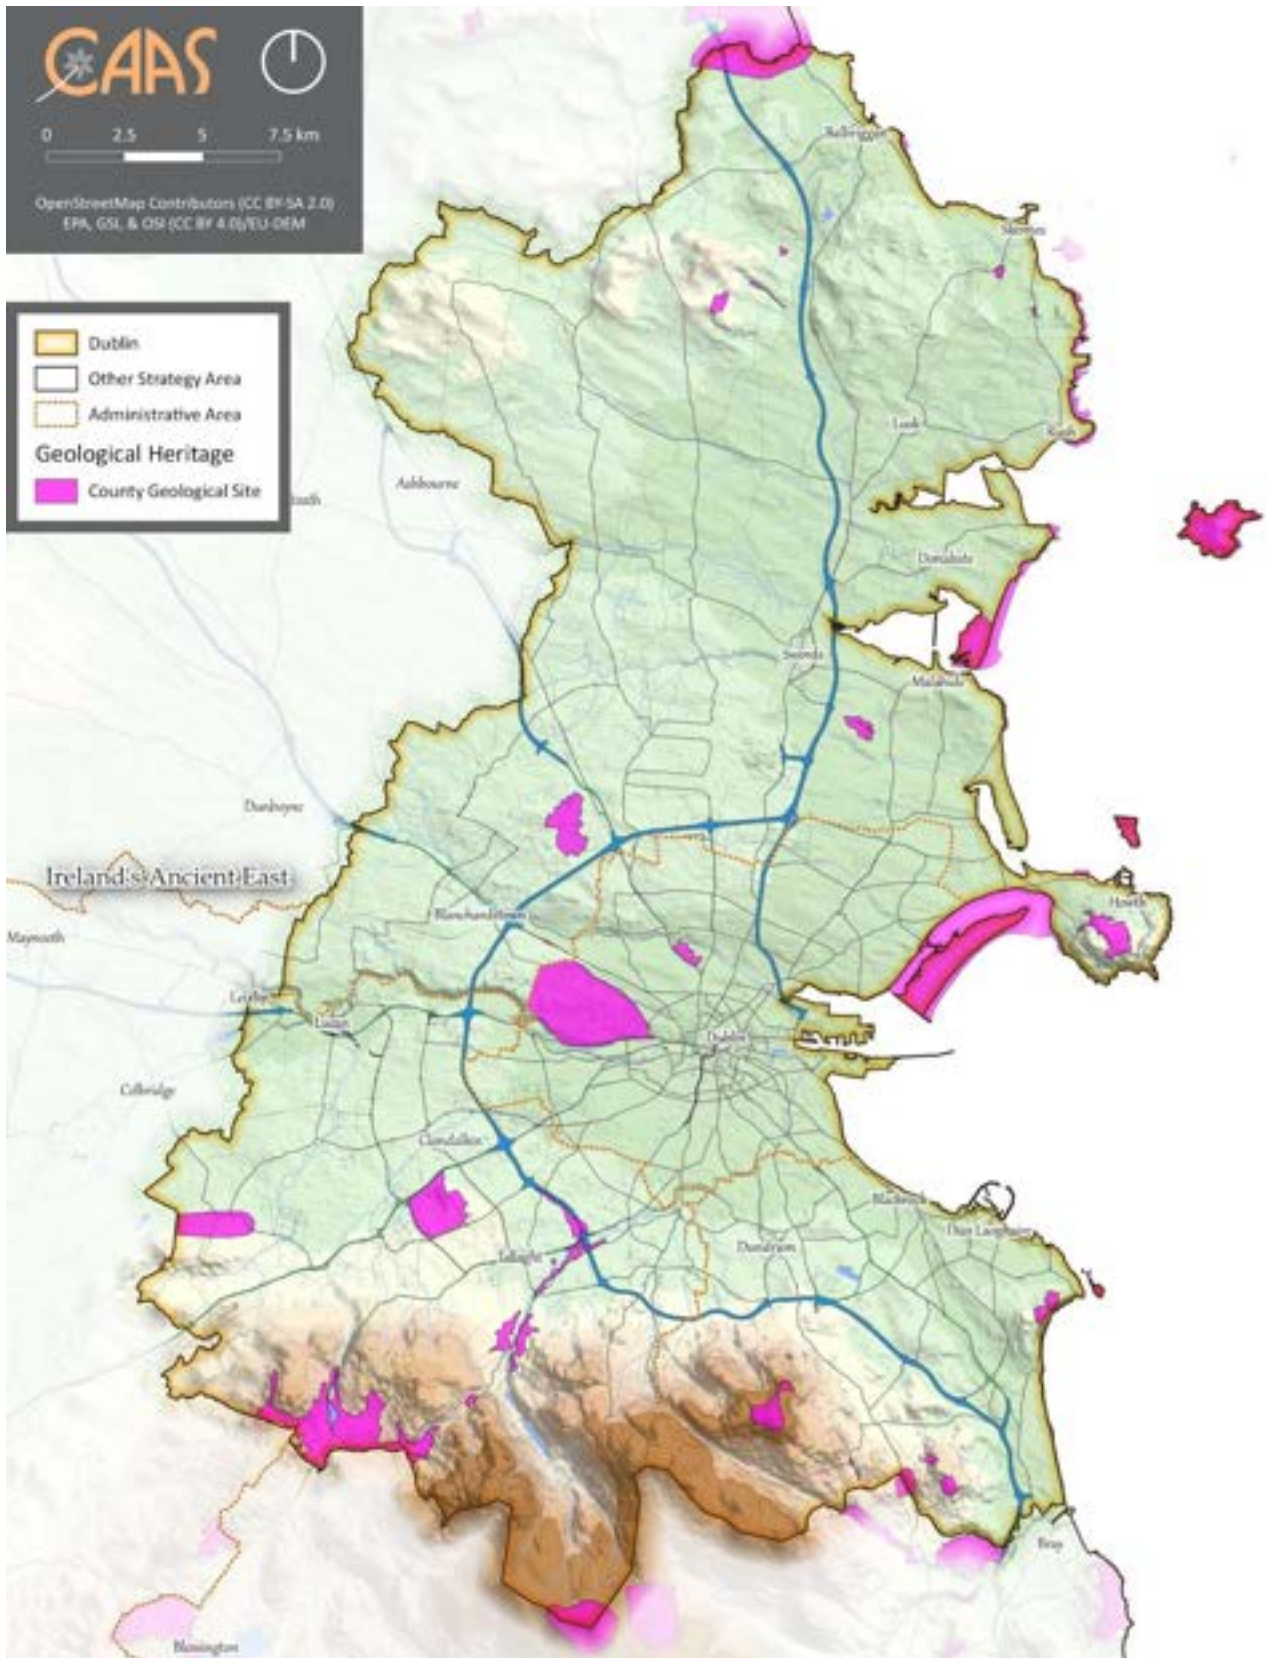 CAAS
0 2.5 5 7.5 km
OpenStreetMap Contributors (CC BY-SA 2.0)
EPA, GSI, & OSI (CC BY 4.0)/EU-DEM
Dublin
Other Strategy Area
Administrative Area
Geological Heritage
County Geological Site
Balbriggan
Skerries
Lusk
Rush
Ashbourne
Donabate
Swords
Malahide
Dunboyne
Ireland's Ancient East
Blanchardstown
Howth
Maynooth
Leixlip
Lucan
Dublin
Celbridge
Clondalkin
Blackrock
Dún Laoghaire
Dundrum
Tallaght
Bray
Blessington